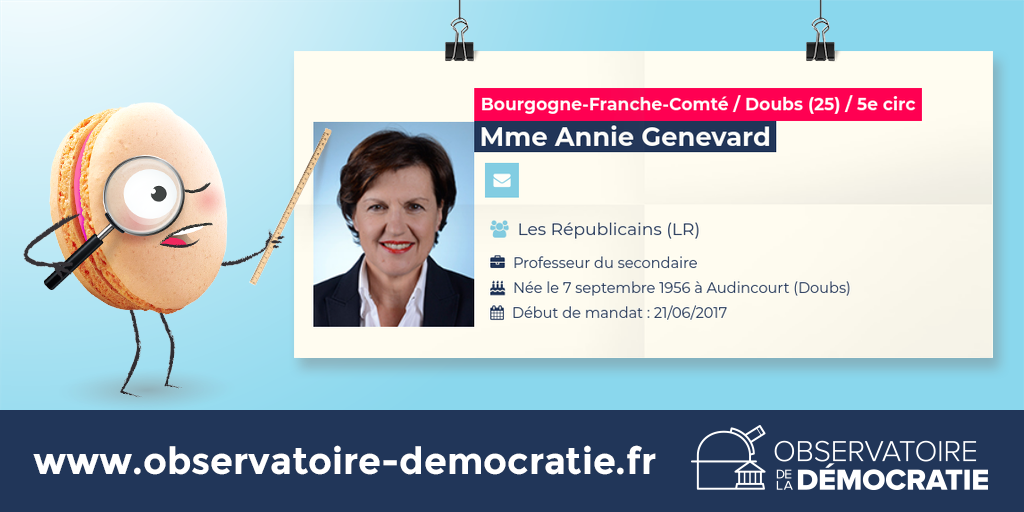 Bourgogne-Franche-Comté / Doubs (25) / 5e circ
Mme Annie Genevard
Les Républicains (LR)
Professeur du secondaire
Née le 7 septembre 1956 à Audincourt (Doubs)
Début de mandat : 21/06/2017
www.observatoire-democratie.fr
OBSERVATOIRE
DE LA DÉMOCRATIE